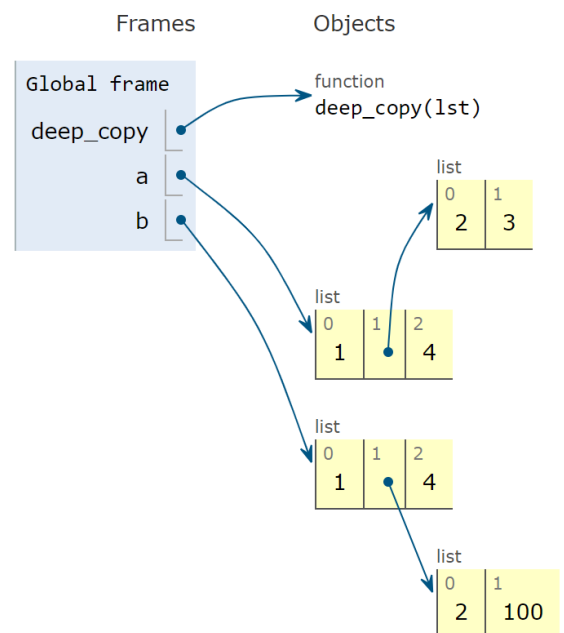 Frames Objects
Global frame
deep_copy
a
b
function
deep_copy(lst)
list
0 1
2 3
list
0 1 2
1 4
list
0 1 2
1 4
list
0 1
2 100